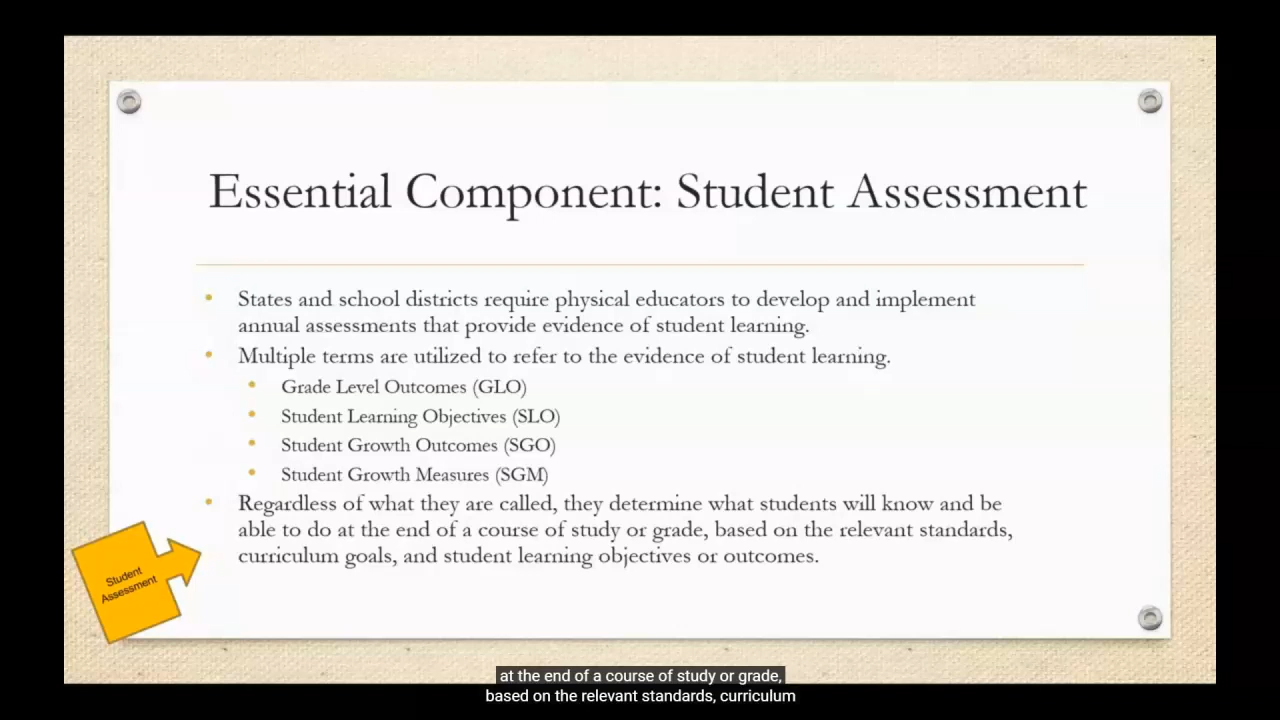 Essential Component: Student Assessment
• States and school districts require physical educators to develop and implement
annual assessments that provide evidence of student learning.
• Multiple terms are utilized to refer to the evidence of student learning.
• Grade Level Outcomes (GLO)
• Student Learning Objectives (SLO)
• Student Growth Outcomes (SGO)
• Student Growth Measures (SGM)
• Regardless of what they are called, they determine what students will know and be
able to do at the end of a course of study or grade, based on the relevant standards,
curriculum goals, and student learning objectives or outcomes.
Student
Assessment
at the end of a course of study or grade,
based on the relevant standards, curriculum